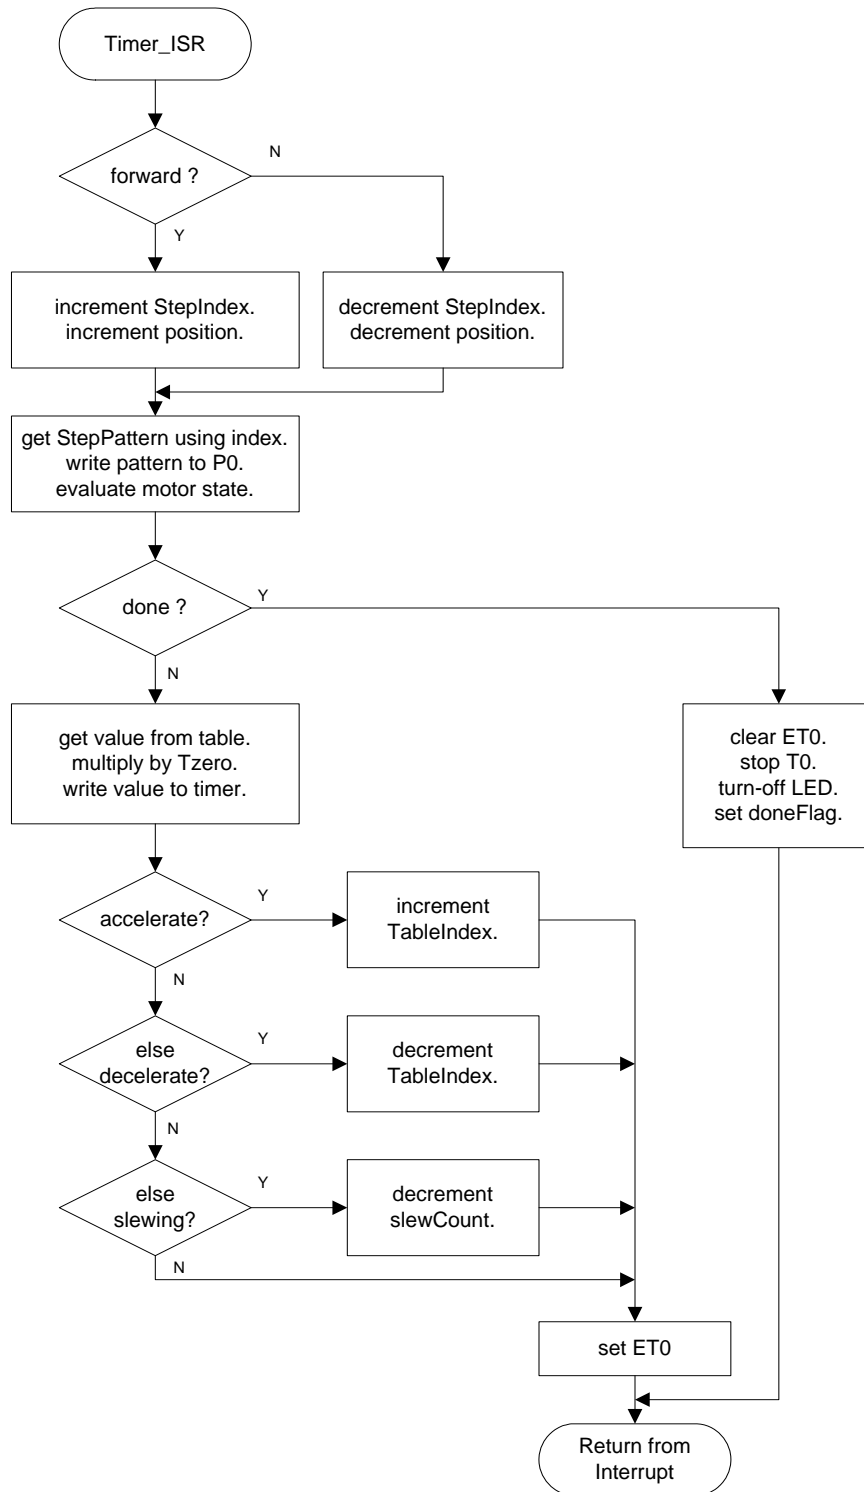 Timer_ISR
forward ?
N
Y
increment StepIndex.
increment position.
decrement StepIndex.
decrement position.
get StepPattern using index.
write pattern to P0.
evaluate motor state.
done ?
Y
N
get value from table.
multiply by Tzero.
write value to timer.
clear ET0.
stop T0.
turn-off LED.
set doneFlag.
accelerate?
Y
N
increment
TableIndex.
else
decelerate?
Y
N
decrement
TableIndex.
else
slewing?
Y
N
decrement
slewCount.
set ET0
Return from
Interrupt